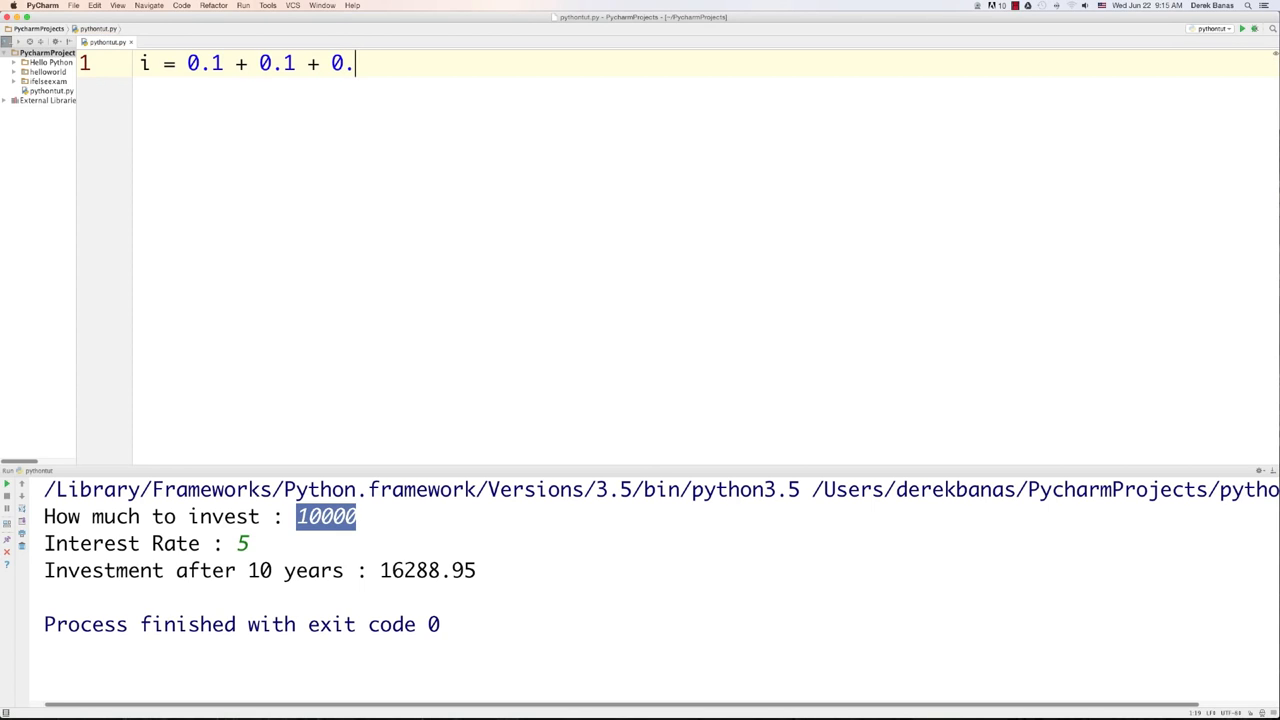 PyCharm File Edit View Navigate Code Refactor Run Tools VCS Window Help 10 Wed Jun 22 9:15 AM Derek Banas
pythontut.py - PycharmProjects - [~/PycharmProjects]
PycharmProjects pythontut.py pythontut
pythontut.py
PycharmProject
Hello Python
helloworld
ifelseexam
pythontut.py
External Librarie
1 i = 0.1 + 0.1 + 0.
Run pythontut
/Library/Frameworks/Python.framework/Versions/3.5/bin/python3.5 /Users/derekbanas/PycharmProjects/pytho
How much to invest : 10000
Interest Rate : 5
Investment after 10 years : 16288.95
Process finished with exit code 0
1:19 LF÷ UTF-8÷